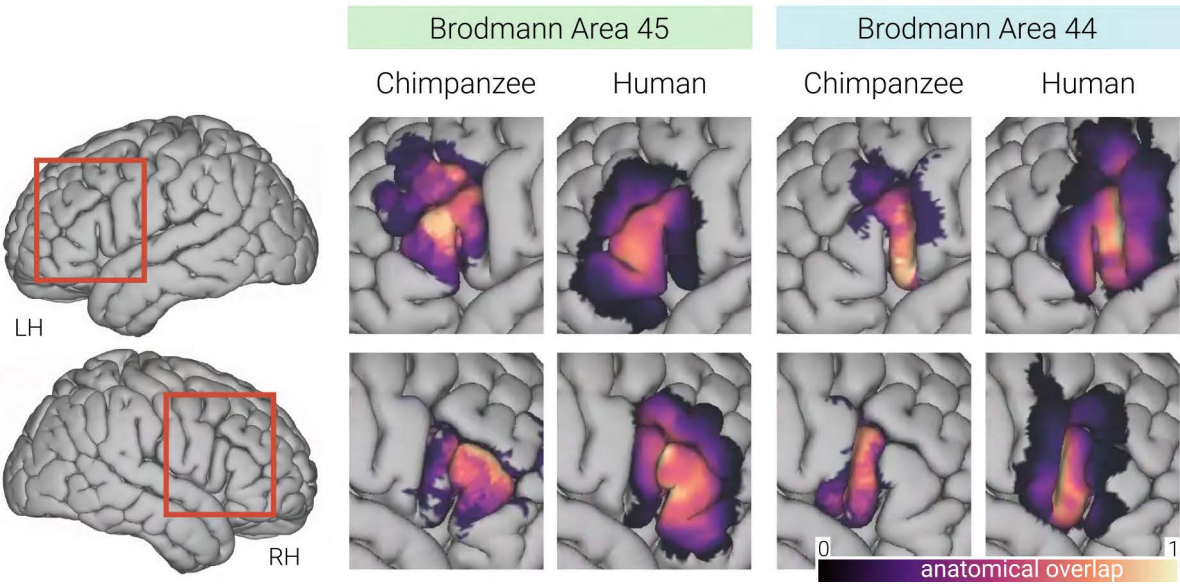 Brodmann Area 45
Brodmann Area 44
Chimpanzee
Human
Chimpanzee
Human
LH
RH
0
1
anatomical overlap